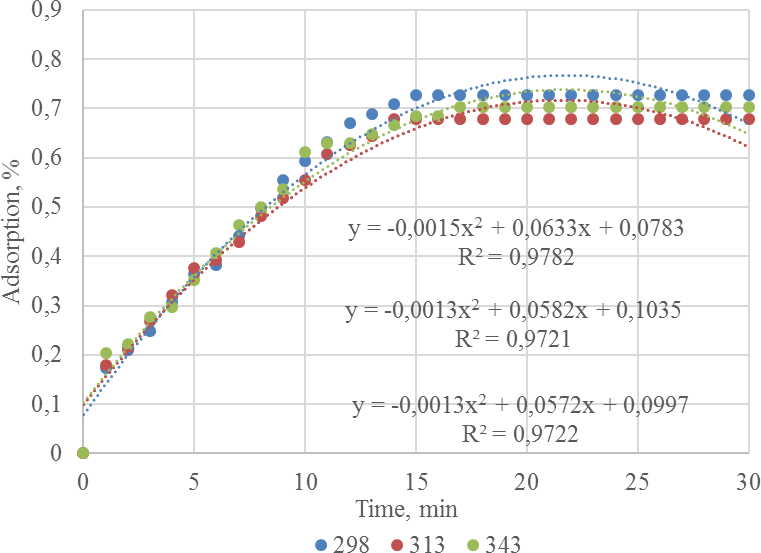 0,9
0,8
0,7
0,6
0,5
0,4
0,3
0,2
0,1
0
Adsorption, %
y = -0,0015x² + 0,0633x + 0,0783
R² = 0,9782
y = -0,0013x² + 0,0582x + 0,1035
R² = 0,9721
y = -0,0013x² + 0,0572x + 0,0997
R² = 0,9722
0 5 10 15 20 25 30
Time, min
298 313 343